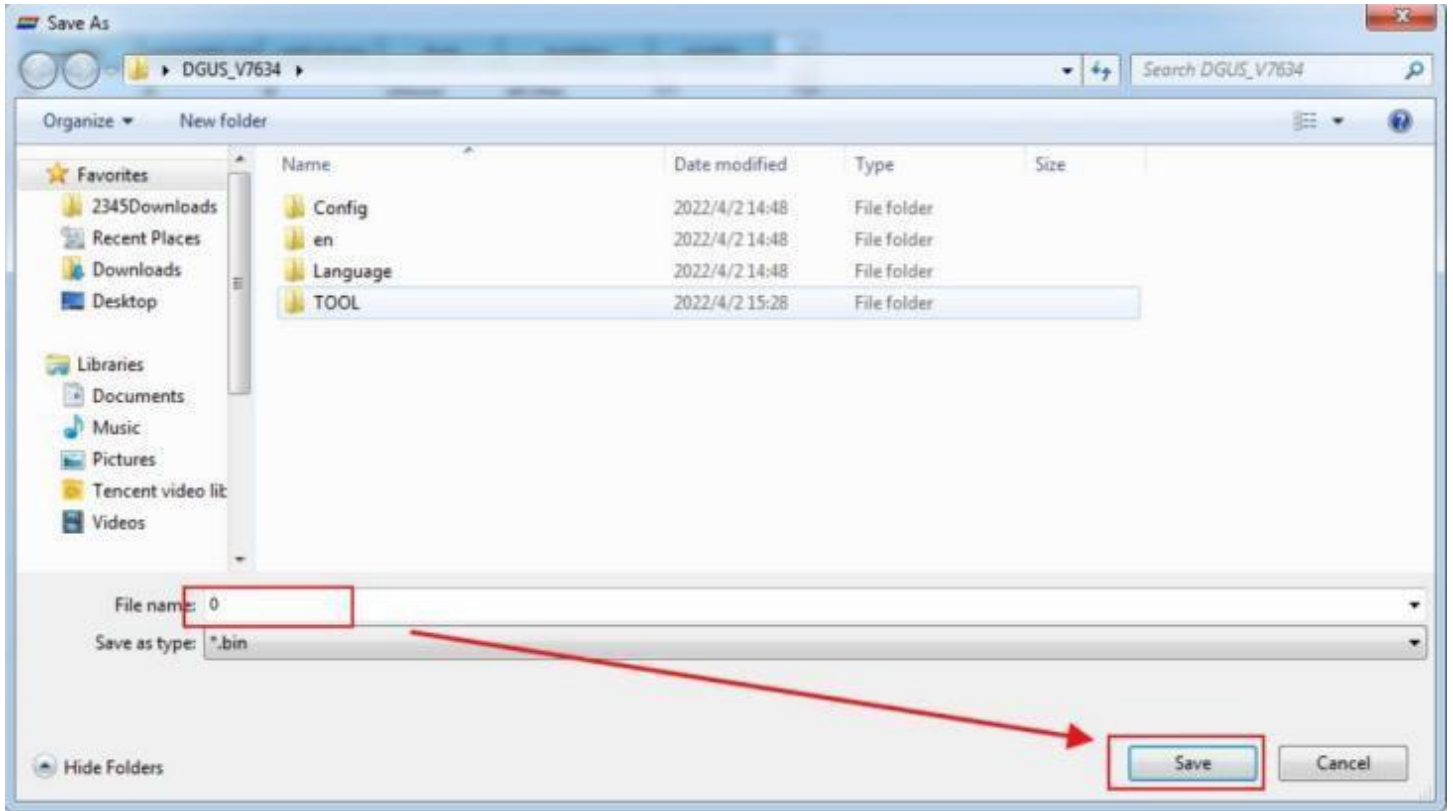 Save As
DGUS_V7634
Search DGUS_V7634
Organize New folder
Name Date modified Type Size
Favorites
2345Downloads
Recent Places
Downloads
Desktop
Libraries
Documents
Music
Pictures
Tencent video lib
Videos
Config 2022/4/2 14:48 File folder
en 2022/4/2 14:48 File folder
Language 2022/4/2 14:48 File folder
TOOL 2022/4/2 15:28 File folder
File name: 0
Save as type: *.bin
Hide Folders
Save Cancel